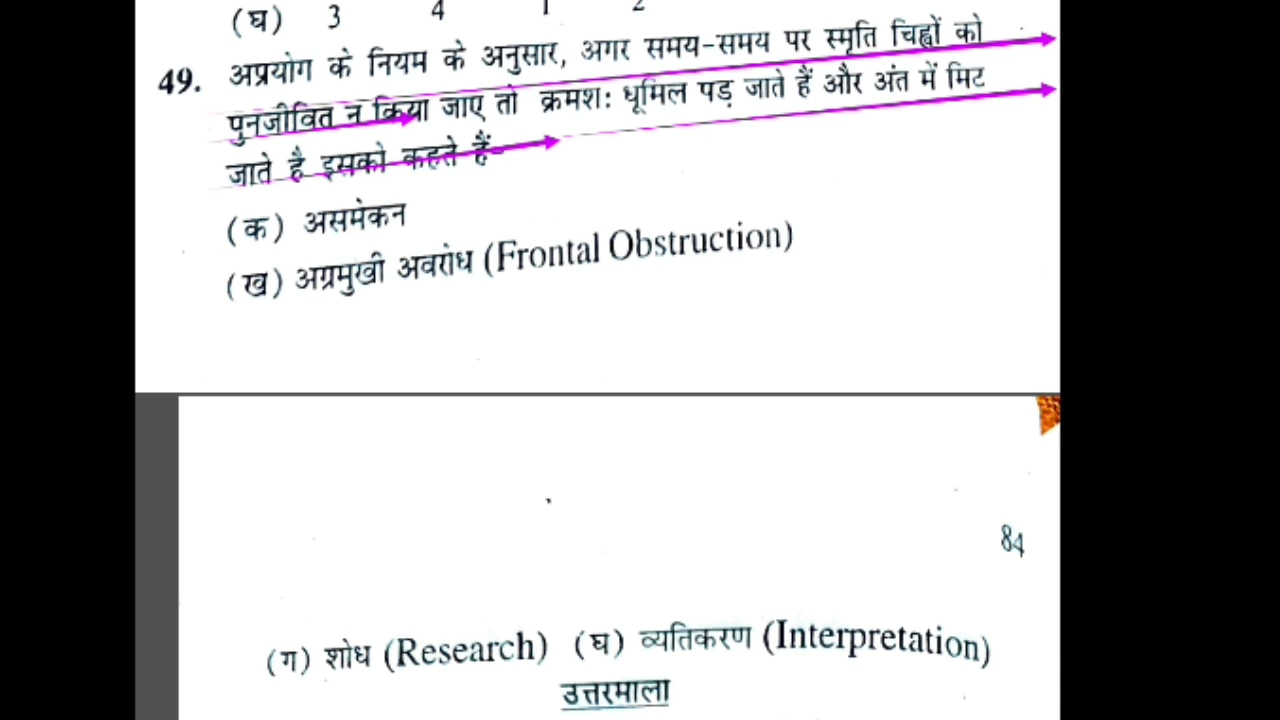 (घ) 3 4 1 2
49. अप्रयोग के नियम के अनुसार, अगर समय-समय पर स्मृति चिह्वों को
पुनजीवित न किया जाए तो क्रमशः धूमिल पड़ जाते हैं और अंत में मिट
जाते है इसको कहते हैं-
(क) असमंकन
(ख) अग्रमुखी अवरोध (Frontal Obstruction)
84
(ग) शोध (Research) (घ) व्यतिकरण (Interpretation)
उत्तरमाला